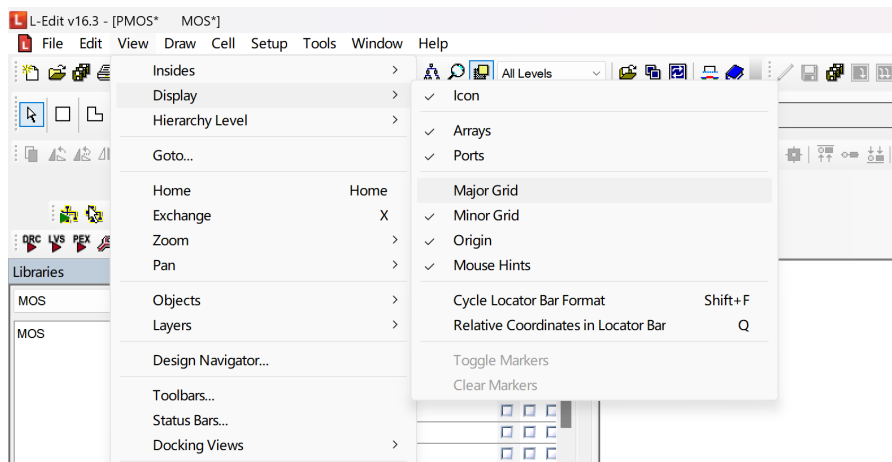 L-Edit v16.3 - [PMOS* MOS*]
File Edit View Draw Cell Setup Tools Window Help
All Levels
Insides
Display
Hierarchy Level
Goto...
Home Home
Exchange X
Zoom
Pan
Objects
Layers
Design Navigator...
Toolbars...
Status Bars...
Docking Views
Icon
Arrays
Ports
Major Grid
Minor Grid
Origin
Mouse Hints
Cycle Locator Bar Format Shift+F
Relative Coordinates in Locator Bar Q
Toggle Markers
Clear Markers
DRC LVS PEX
Libraries
MOS
MOS